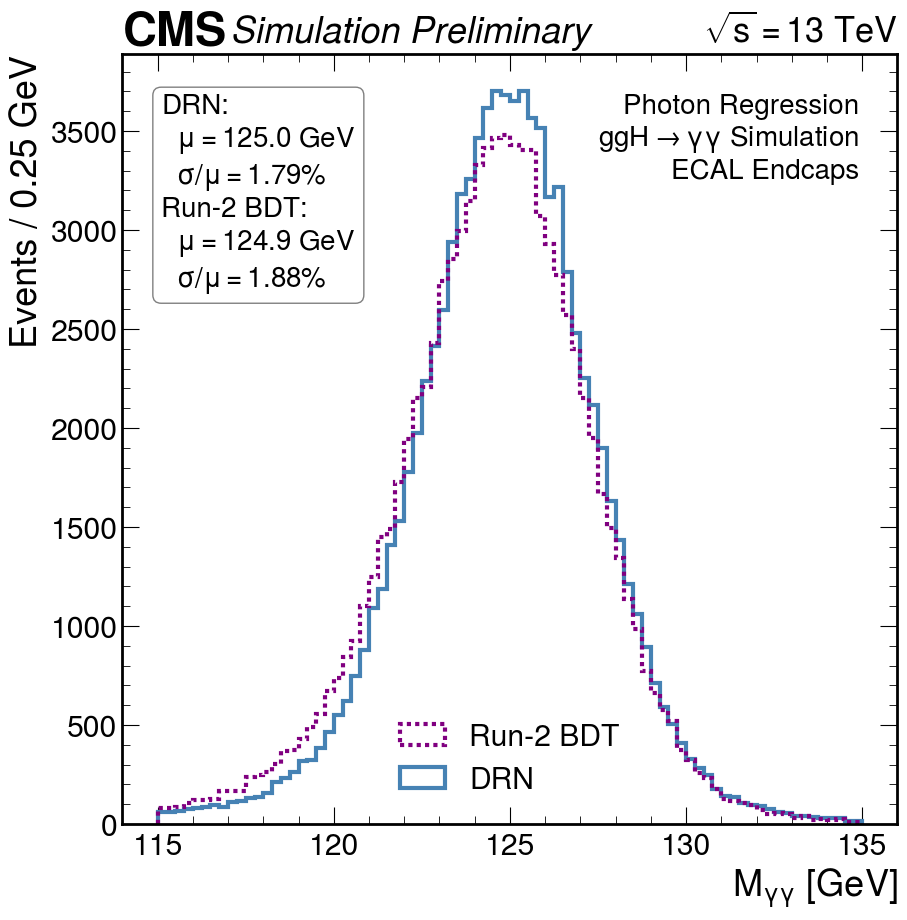 CMS Simulation Preliminary
√s = 13 TeV
Events / 0.25 GeV
DRN:
μ = 125.0 GeV
σ/μ = 1.79%
Run-2 BDT:
μ = 124.9 GeV
σ/μ = 1.88%
Photon Regression
ggH → γγ Simulation
ECAL Endcaps
3500
3000
2500
2000
1500
1000
500
0
Run-2 BDT
DRN
115 120 125 130 135
Mγγ [GeV]